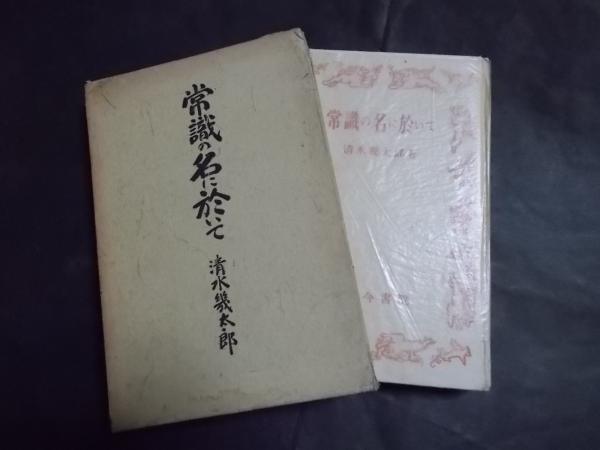 常識の名に於いて
清水幾太郎
常識の名に於いて
清水幾太郎著
今書房